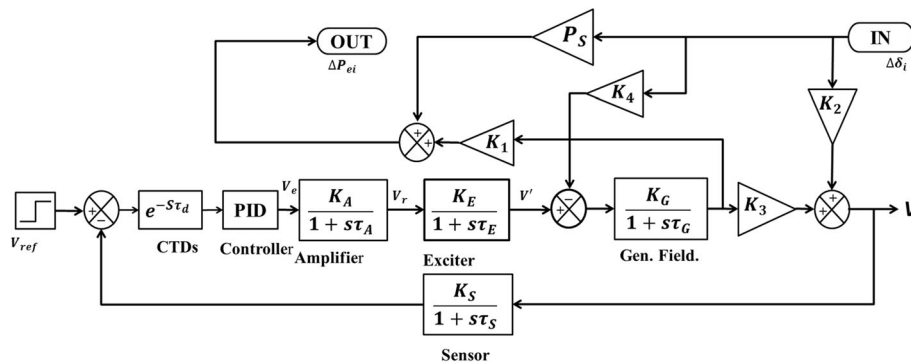 OUT
ΔP_ei
P_S
IN
Δδ_i
K_4
K_2
K_1
+
+
V_ref
+
−
e^{−Sτ_d}
CTDs
PID
Controller
V_e
K_A
1 + sτ_A
Amplifier
V_r
K_E
1 + sτ_E
Exciter
V'
+
−
K_G
1 + sτ_G
Gen. Field.
K_3
+
+
K_S
1 + sτ_S
Sensor